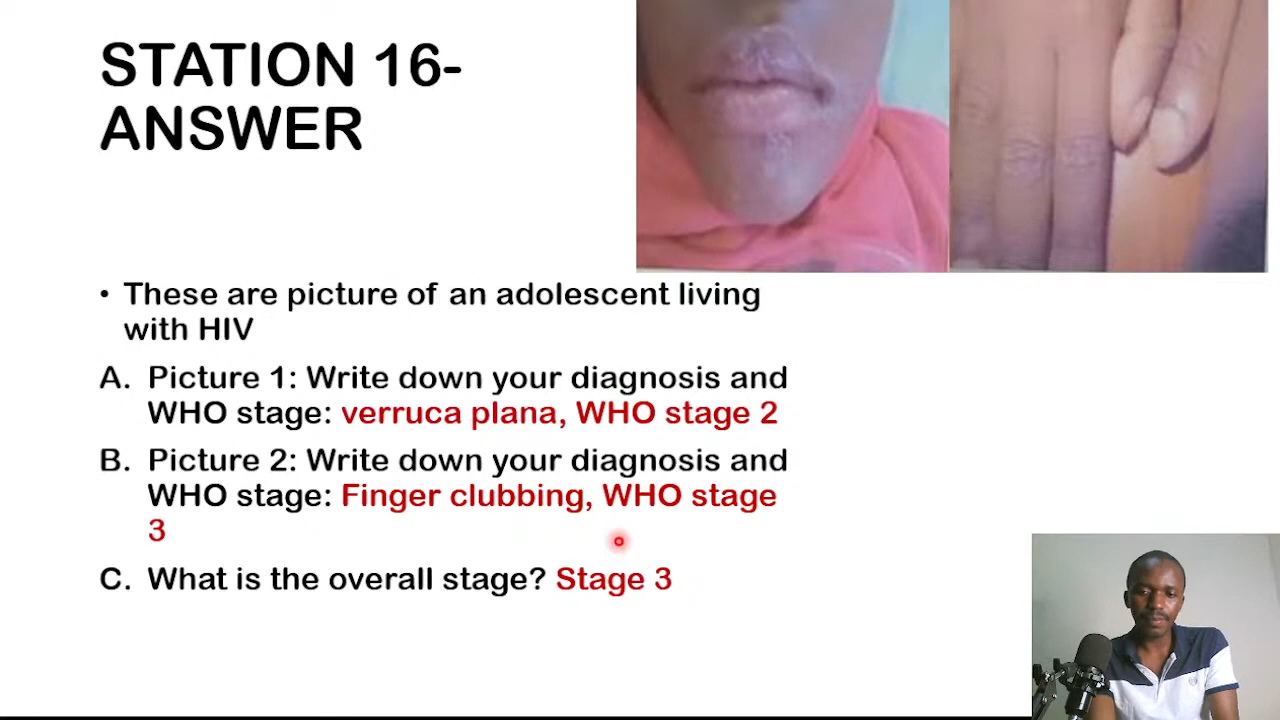 STATION 16-
ANSWER
• These are picture of an adolescent living
with HIV
A. Picture 1: Write down your diagnosis and
WHO stage: verruca plana, WHO stage 2
B. Picture 2: Write down your diagnosis and
WHO stage: Finger clubbing, WHO stage
3
C. What is the overall stage? Stage 3